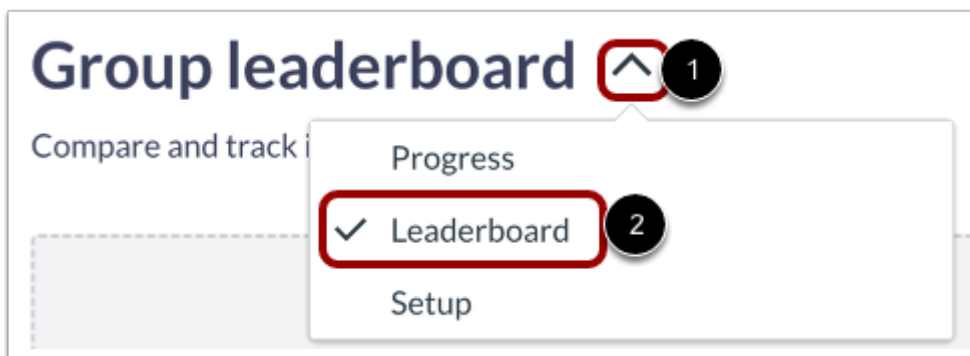 Group leaderboard 1
Compare and track i
Progress
Leaderboard 2
Setup